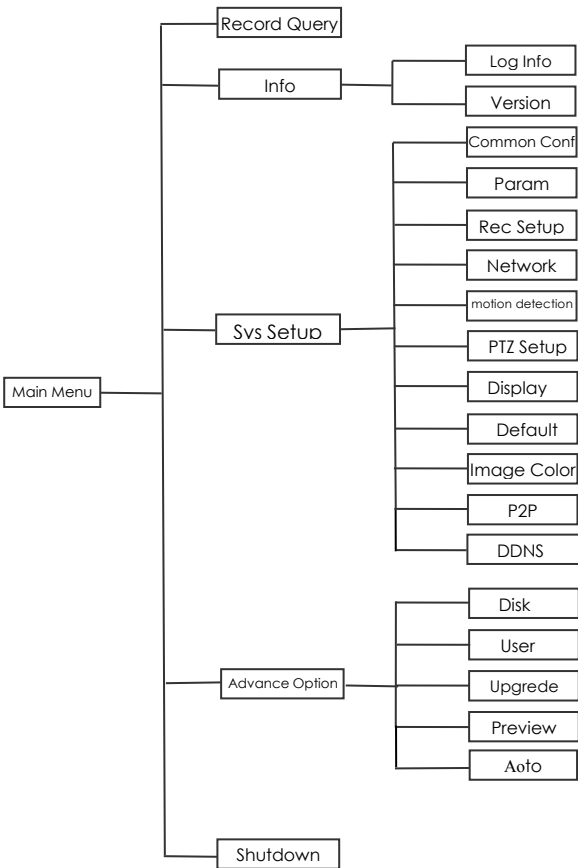 Record Query
Info
Log Info
Version
Common Conf
Param
Rec Setup
Network
motion detection
Sys Setup
PTZ Setup
Display
Main Menu
Default
Image Color
P2P
DDNS
Disk
User
Advance Option
Upgrede
Preview
Aoto
Shutdown